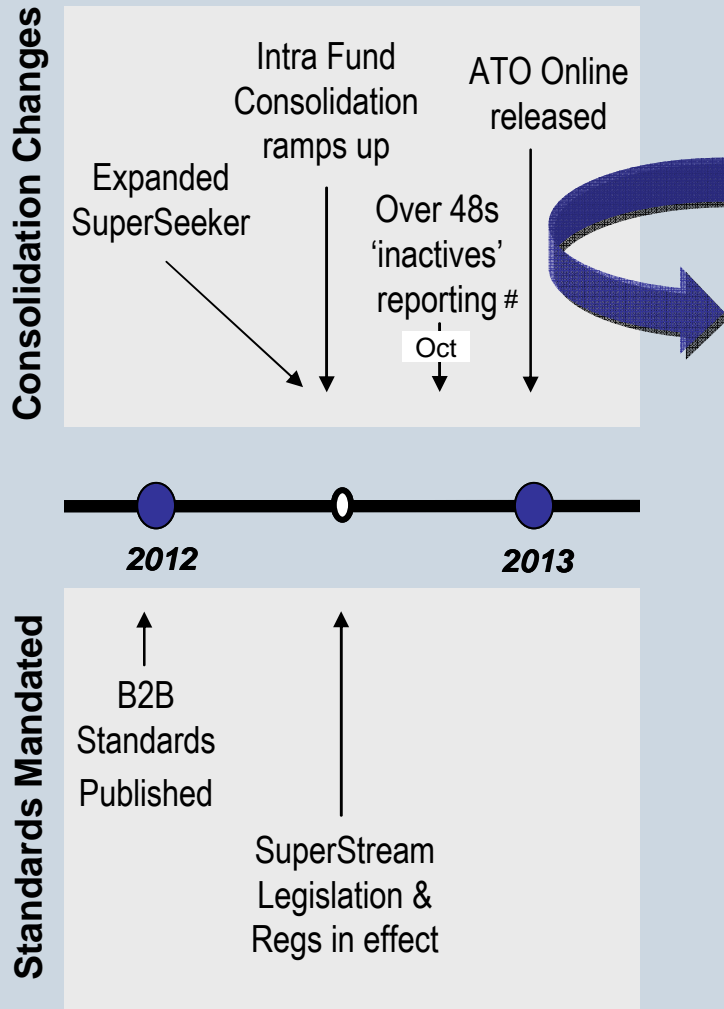 Consolidation Changes
Intra Fund
Consolidation
ramps up
ATO Online
released
Expanded
SuperSeeker
Over 48s
‘inactives’
reporting #
Oct
2012
2013
Standards Mandated
B2B
Standards
Published
SuperStream
Legislation &
Regs in effect